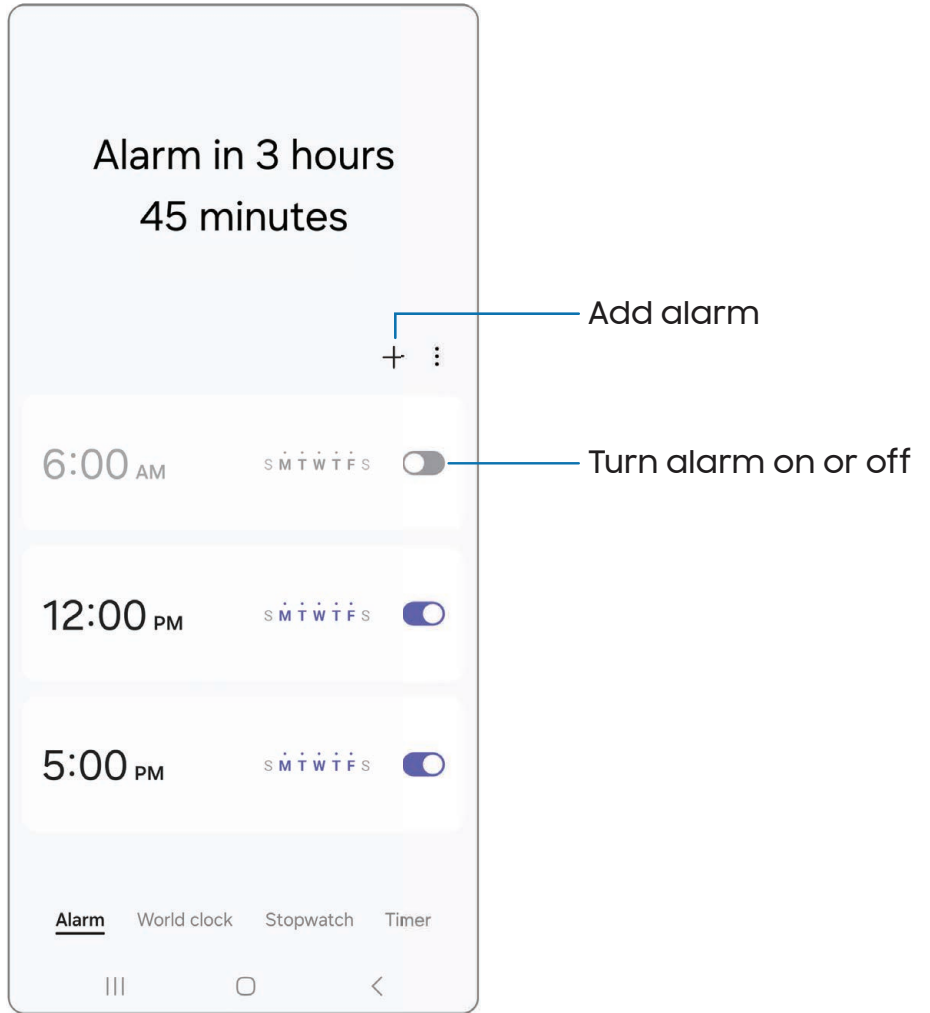 Alarm in 3 hours
45 minutes
Add alarm
6:00 AM S M T W T F S Turn alarm on or off
12:00 PM S M T W T F S
5:00 PM S M T W T F S
Alarm World clock Stopwatch Timer